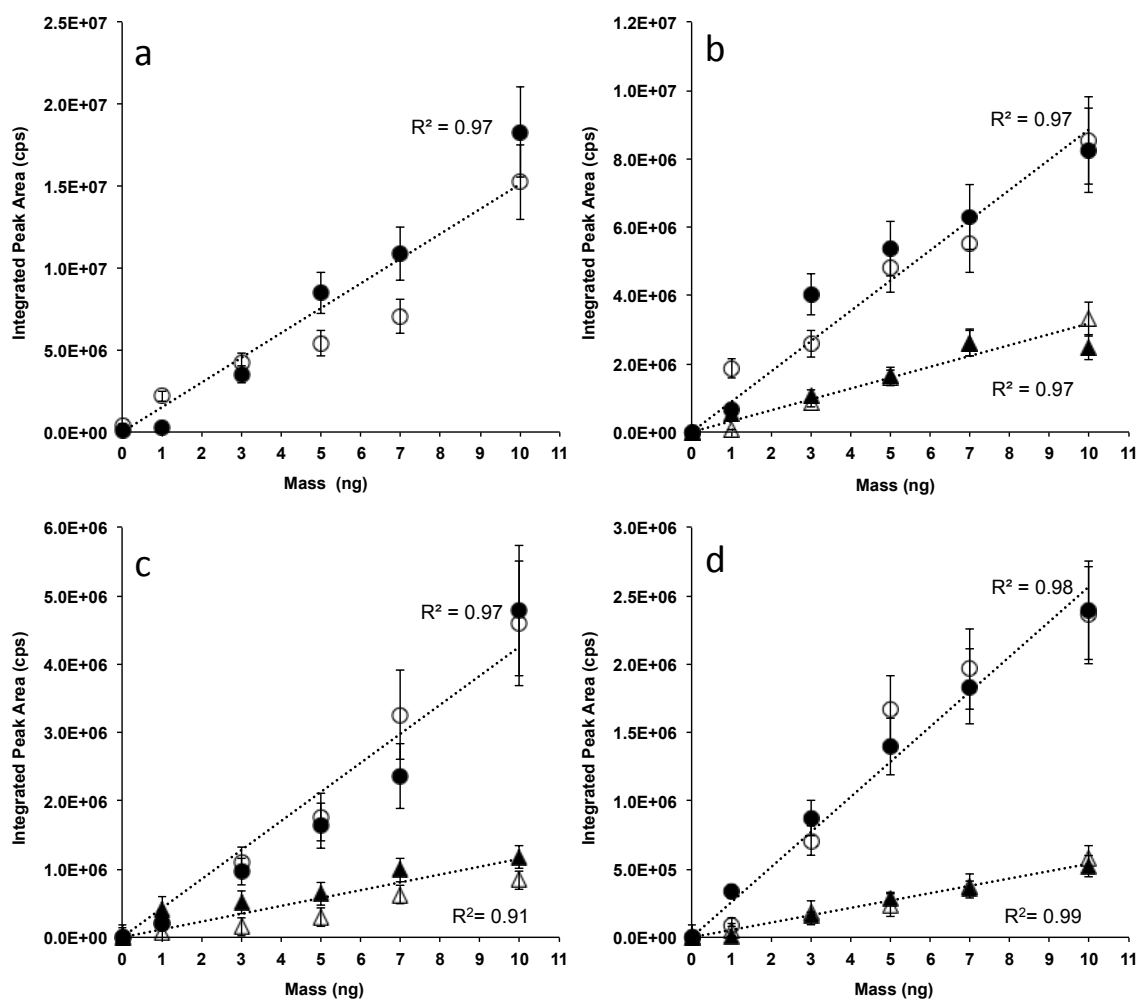 a
Integrated Peak Area (cps)
2.5E+07
2.0E+07
1.5E+07
1.0E+07
5.0E+06
0.0E+00
R² = 0.97
0 1 2 3 4 5 6 7 8 9 10 11
Mass (ng)
b
Integrated Peak Area (cps)
1.2E+07
1.0E+07
8.0E+06
6.0E+06
4.0E+06
2.0E+06
0.0E+00
R² = 0.97
R² = 0.97
0 1 2 3 4 5 6 7 8 9 10 11
Mass (ng)
c
Integrated Peak Area (cps)
6.0E+06
5.0E+06
4.0E+06
3.0E+06
2.0E+06
1.0E+06
0.0E+00
R² = 0.97
R²= 0.91
0 1 2 3 4 5 6 7 8 9 10 11
Mass (ng)
d
Integrated Peak Area (cps)
3.0E+06
2.5E+06
2.0E+06
1.5E+06
1.0E+06
5.0E+05
0.0E+00
R² = 0.98
R²= 0.99
0 1 2 3 4 5 6 7 8 9 10 11
Mass (ng)